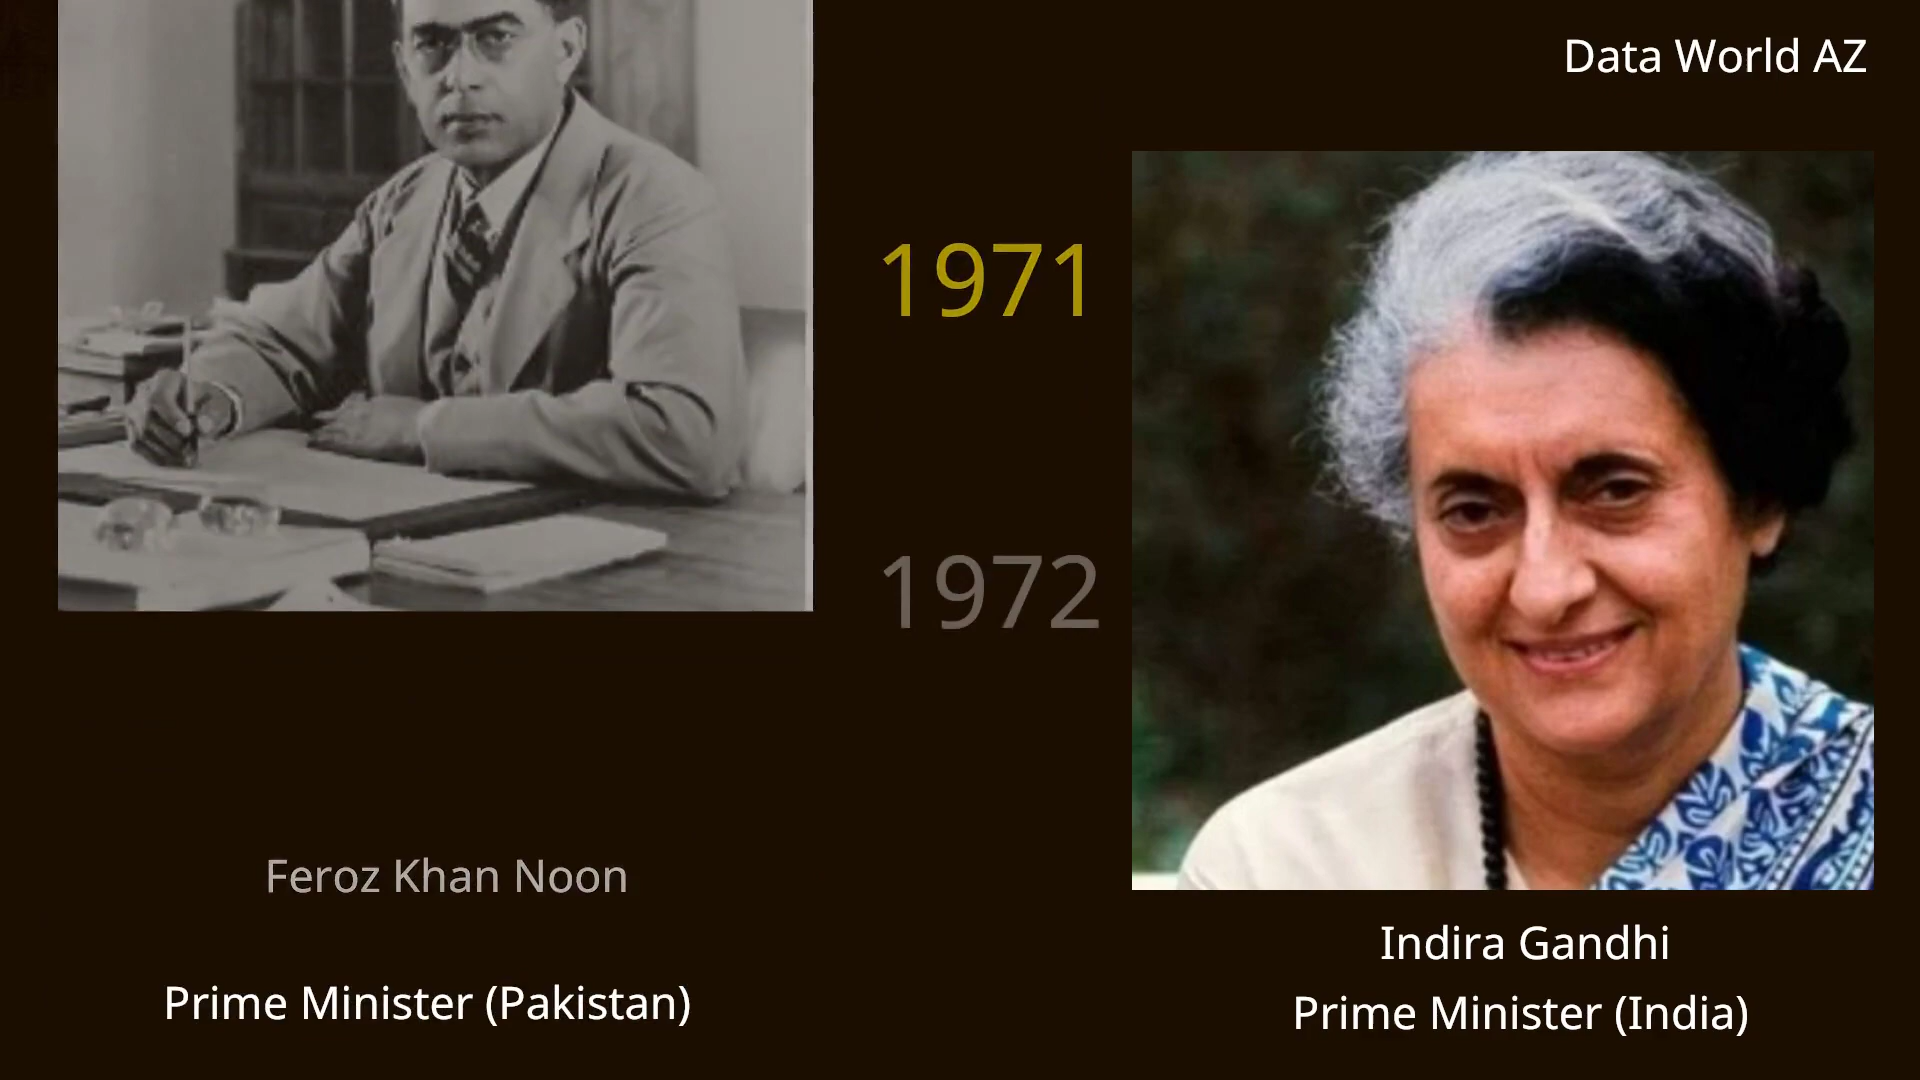 Data World AZ
1971
1972
Feroz Khan Noon
Prime Minister (Pakistan)
Indira Gandhi
Prime Minister (India)